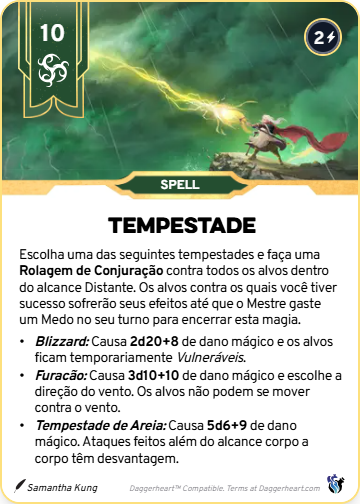 10
2
SPELL
TEMPESTADE
Escolha uma das seguintes tempestades e faça uma
Rolagem de Conjuração contra todos os alvos dentro
do alcance Distante. Os alvos contra os quais você tiver
sucesso sofrerão seus efeitos até que o Mestre gaste
um Medo no seu turno para encerrar esta magia.
• Blizzard: Causa 2d20+8 de dano mágico e os alvos
ficam temporariamente Vulneráveis.
• Furacão: Causa 3d10+10 de dano mágico e escolhe a
direção do vento. Os alvos não podem se mover
contra o vento.
• Tempestade de Areia: Causa 5d6+9 de dano
mágico. Ataques feitos além do alcance corpo a
corpo têm desvantagem.
Samantha Kung
Daggerheart™ Compatible. Terms at Daggerheart.com